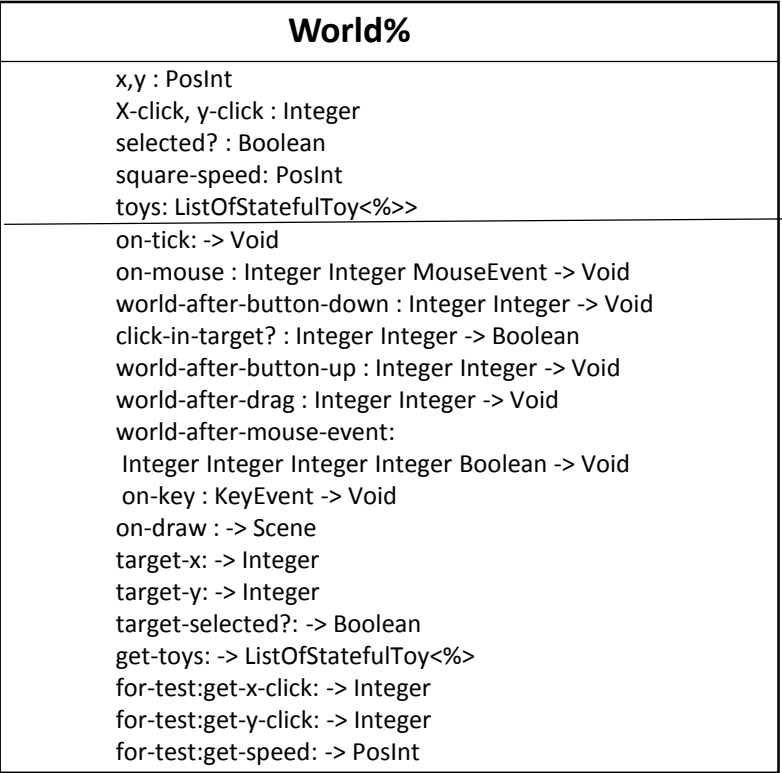 World%
x,y : PosInt
X-click, y-click : Integer
selected? : Boolean
square-speed: PosInt
toys: ListOfStatefulToy<%>>
on-tick: -> Void
on-mouse : Integer Integer MouseEvent -> Void
world-after-button-down : Integer Integer -> Void
click-in-target? : Integer Integer -> Boolean
world-after-button-up : Integer Integer -> Void
world-after-drag : Integer Integer -> Void
world-after-mouse-event:
Integer Integer Integer Integer Boolean -> Void
on-key : KeyEvent -> Void
on-draw : -> Scene
target-x: -> Integer
target-y: -> Integer
target-selected?: -> Boolean
get-toys: -> ListOfStatefulToy<%>
for-test:get-x-click: -> Integer
for-test:get-y-click: -> Integer
for-test:get-speed: -> PosInt